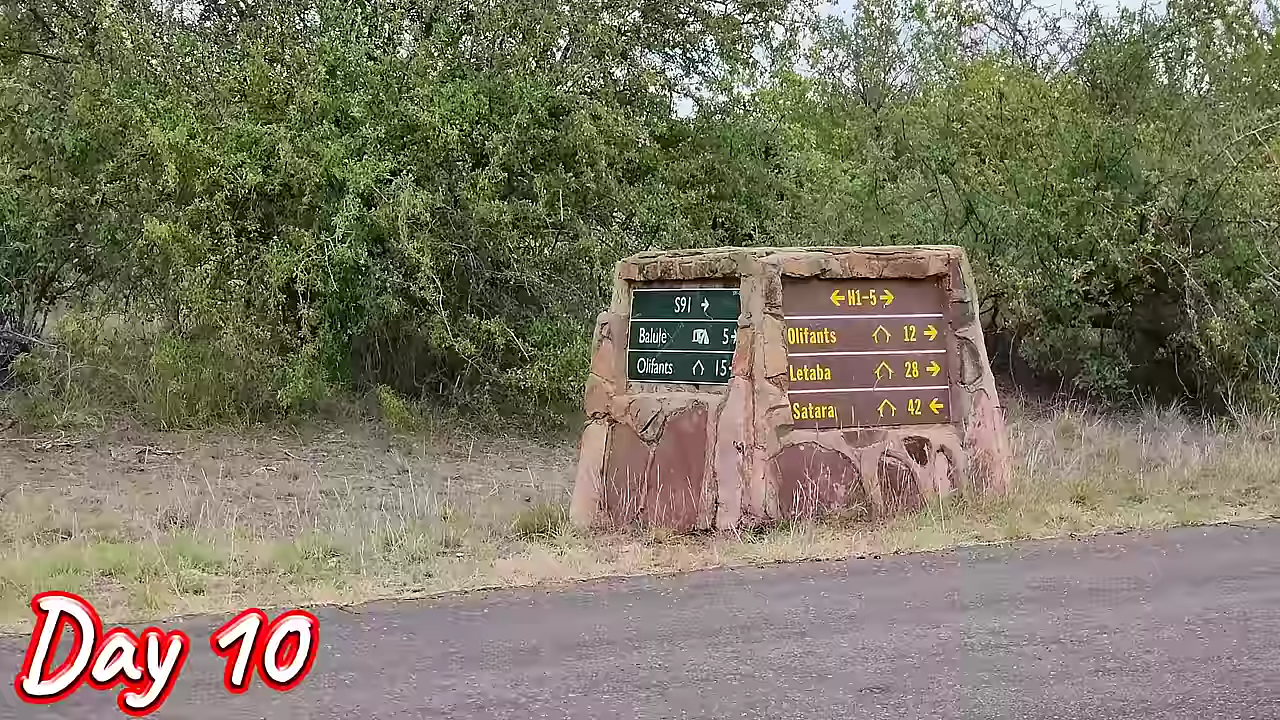 S91 →
Balule 5→
Olifants 15→
← H1-5 →
Olifants 12 →
Letaba 28 →
Satara 42 ←
Day 10